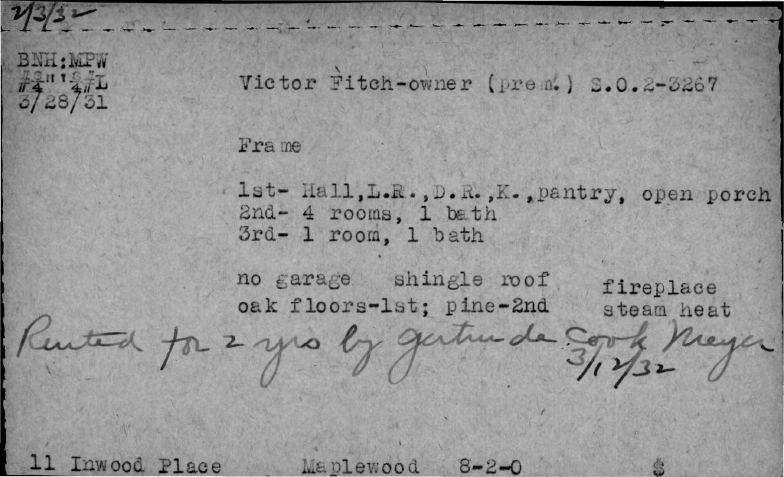 2/3/32
BNH:MPW
3/28/31
Victor Fitch-owner (prem.) S.O.2-3267
Frame
1st- Hall,L.R.,D.R.,K.,pantry, open porch
2nd- 4 rooms, 1 bath
3rd- 1 room, 1 bath
no garage shingle roof fireplace
oak floors-1st; pine-2nd steam heat
Rented for 2 yrs by Gertrude Cook Meyer
3/12/32
11 Inwood Place Maplewood 8-2-0 $